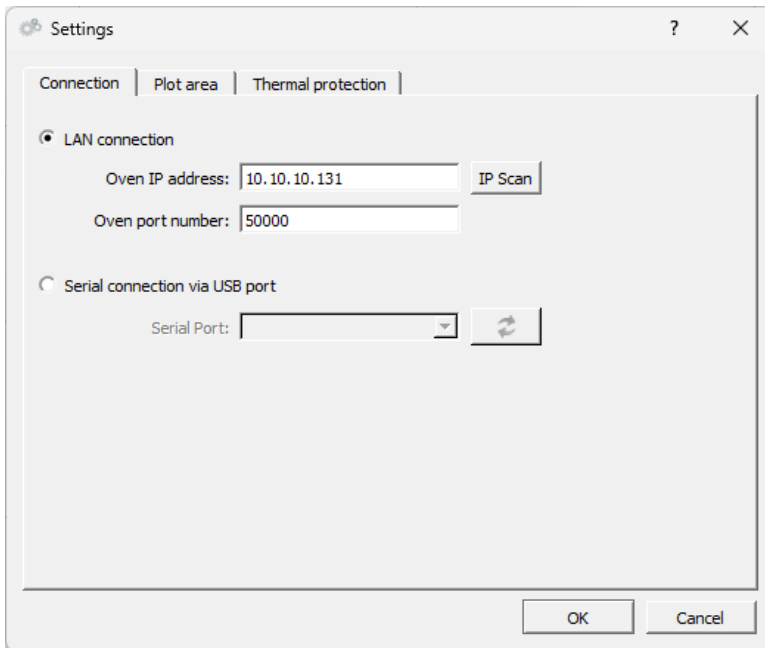 Settings ?
Connection Plot area Thermal protection
LAN connection
Oven IP address: 10.10.10.131 IP Scan
Oven port number: 50000
Serial connection via USB port
Serial Port:
OK Cancel